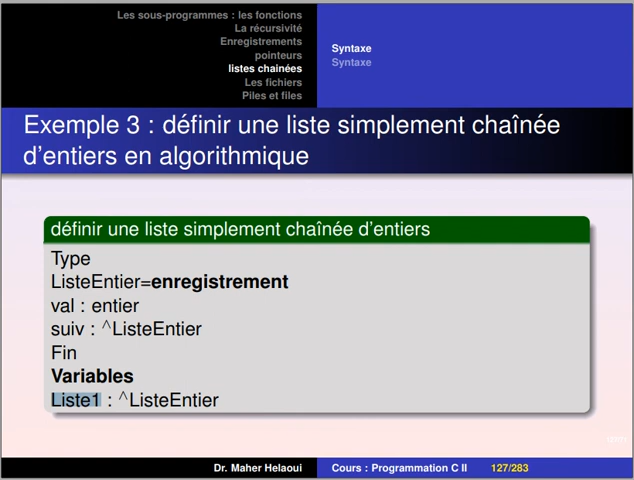 Les sous-programmes : les fonctions
La récursivité
Enregistrements
pointeurs
listes chainées
Les fichiers
Piles et files
Syntaxe
Syntaxe
Exemple 3 : définir une liste simplement chaînée
d'entiers en algorithmique
définir une liste simplement chaînée d'entiers
Type
ListeEntier=enregistrement
val : entier
suiv : ^ListeEntier
Fin
Variables
Liste1 : ^ListeEntier
Dr. Maher Helaoui
Cours : Programmation C II
127/283